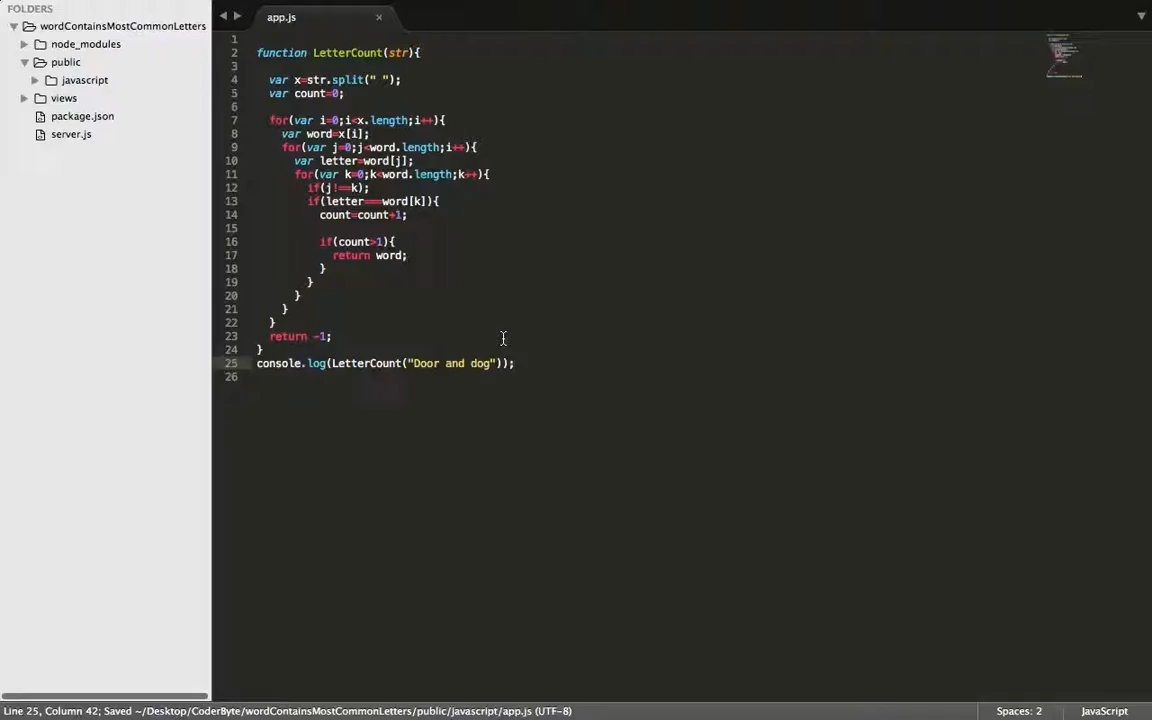 FOLDERS
wordContainsMostCommonLetters
node_modules
public
javascript
views
package.json
server.js
app.js
1
2 function LetterCount(str){
3
4 var x=str.split(" ");
5 var count=0;
6
7 for(var i=0;i<x.length;i++){
8 var word=x[i];
9 for(var j=0;j<word.length;i++){
10 var letter=word[j];
11 for(var k=0;k<word.length;k++){
12 if(j!==k);
13 if(letter===word[k]){
14 count=count+1;
15
16 if(count>1){
17 return word;
18 }
19 }
20 }
21 }
22 }
23 return -1;
24 }
25 console.log(LetterCount("Door and dog"));
26
Line 25, Column 42; Saved ~/Desktop/CoderByte/wordContainsMostCommonLetters/public/javascript/app.js (UTF-8)
Spaces: 2
JavaScript